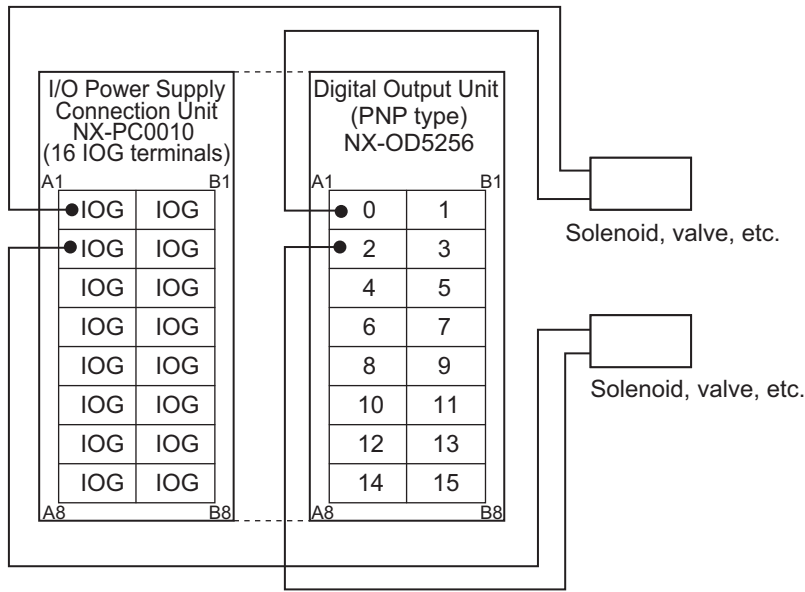 I/O Power Supply
Connection Unit
NX-PC0010
(16 IOG terminals)
A1 B1
IOG IOG
IOG IOG
IOG IOG
IOG IOG
IOG IOG
IOG IOG
IOG IOG
IOG IOG
A8 B8
Digital Output Unit
(PNP type)
NX-OD5256
A1 B1
0 1
2 3
4 5
6 7
8 9
10 11
12 13
14 15
A8 B8
Solenoid, valve, etc.
Solenoid, valve, etc.